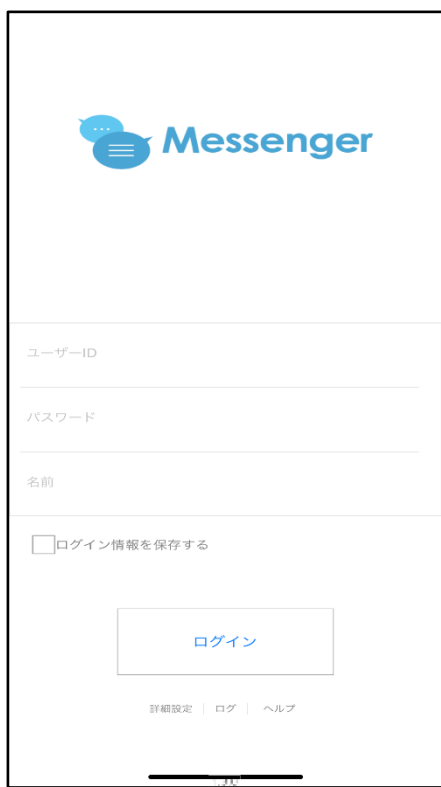 Messenger
ユーザーID
パスワード
名前
ログイン情報を保存する
ログイン
詳細設定 | ログ | ヘルプ